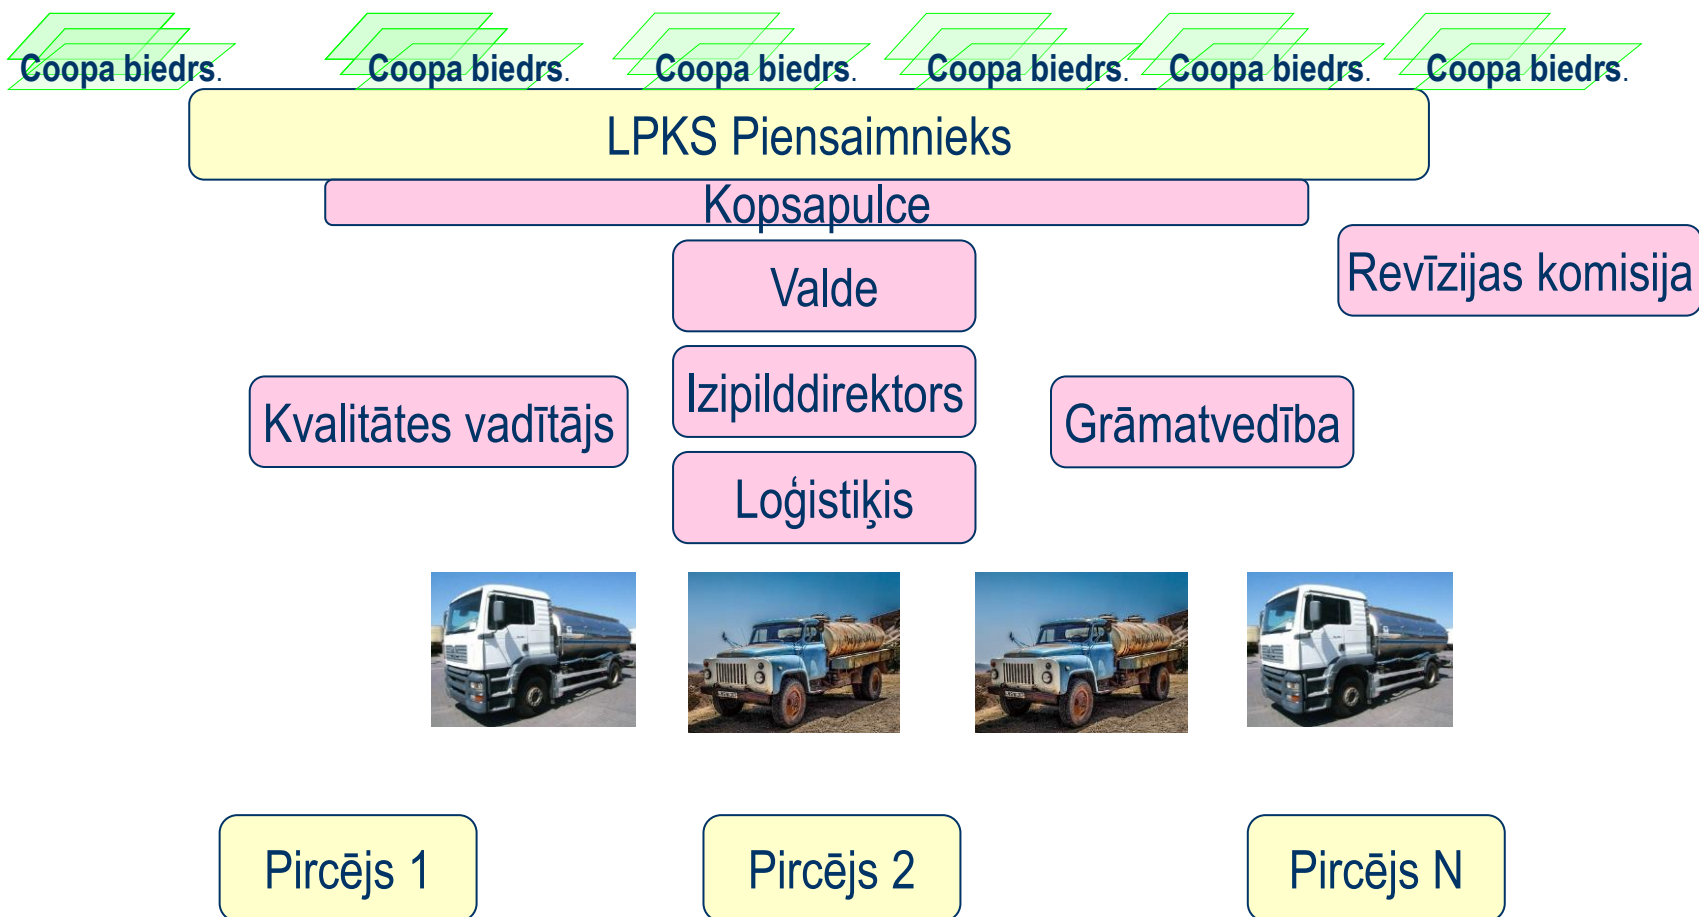 Coopa biedrs.
Coopa biedrs.
Coopa biedrs.
Coopa biedrs.
Coopa biedrs.
Coopa biedrs.
LPKS Piensaimnieks
Kopsapulce
Revīzijas komisija
Valde
Izipilddirektors
Kvalitātes vadītājs
Grāmatvedība
Loģistiķis
Pircējs 1
Pircējs 2
Pircējs N